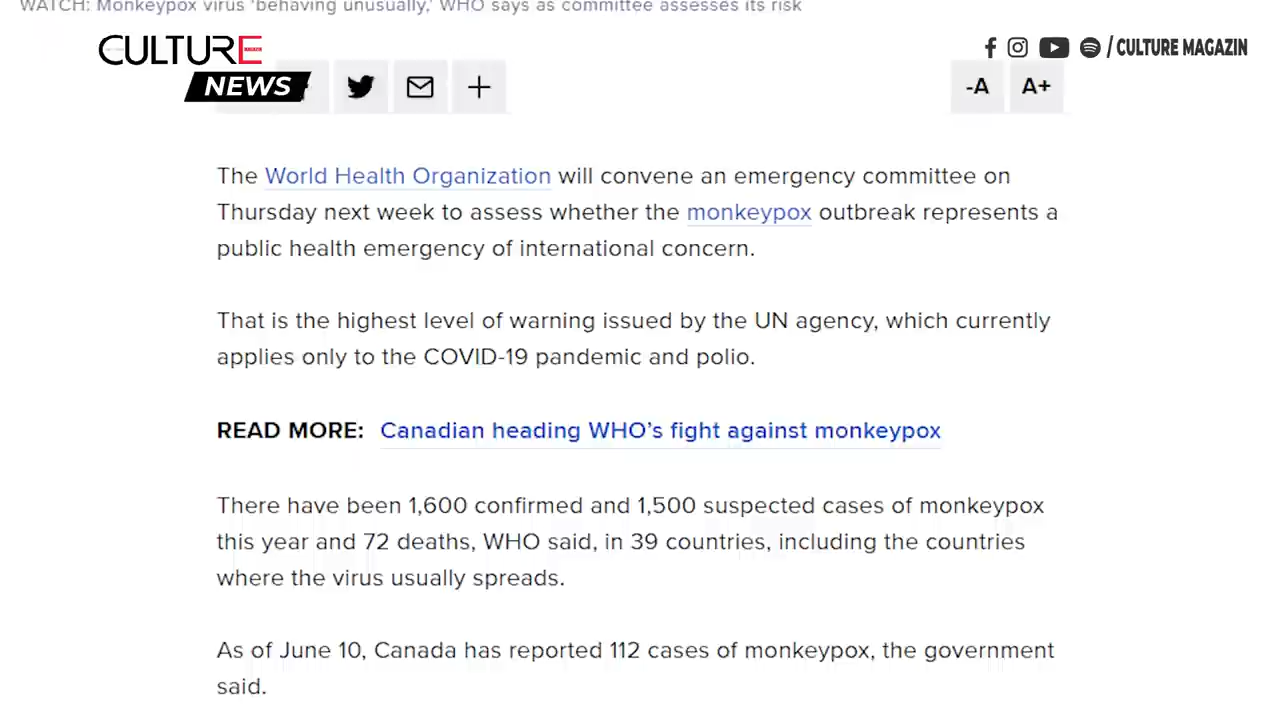 WATCH: Monkeypox virus 'behaving unusually,' WHO says as committee assesses its risk
CULTURE
NEWS
/ CULTURE MAGAZIN
-A
A+
The World Health Organization will convene an emergency committee on
Thursday next week to assess whether the monkeypox outbreak represents a
public health emergency of international concern.
That is the highest level of warning issued by the UN agency, which currently
applies only to the COVID-19 pandemic and polio.
READ MORE: Canadian heading WHO's fight against monkeypox
There have been 1,600 confirmed and 1,500 suspected cases of monkeypox
this year and 72 deaths, WHO said, in 39 countries, including the countries
where the virus usually spreads.
As of June 10, Canada has reported 112 cases of monkeypox, the government
said.